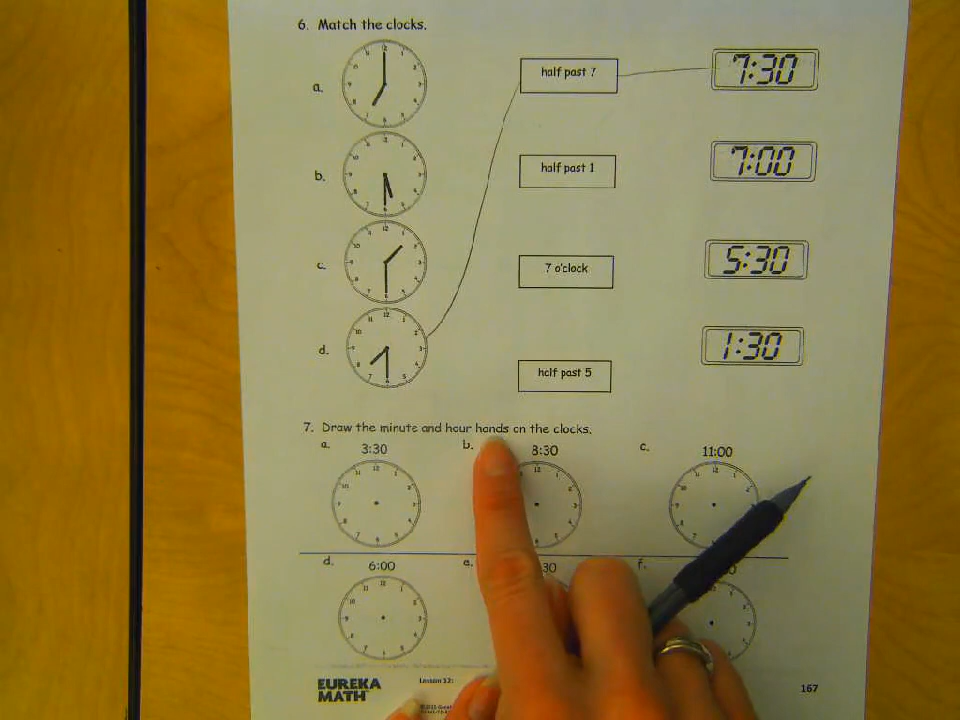 6. Match the clocks.
a.
half past 7
7:30
b.
half past 1
7:00
c.
7 o'clock
5:30
d.
half past 5
1:30
7. Draw the minute and hour hands on the clocks.
a. 3:30
b. 8:30
c. 11:00
d. 6:00
e.
f.
EUREKA
MATH
Lesson 12:
167